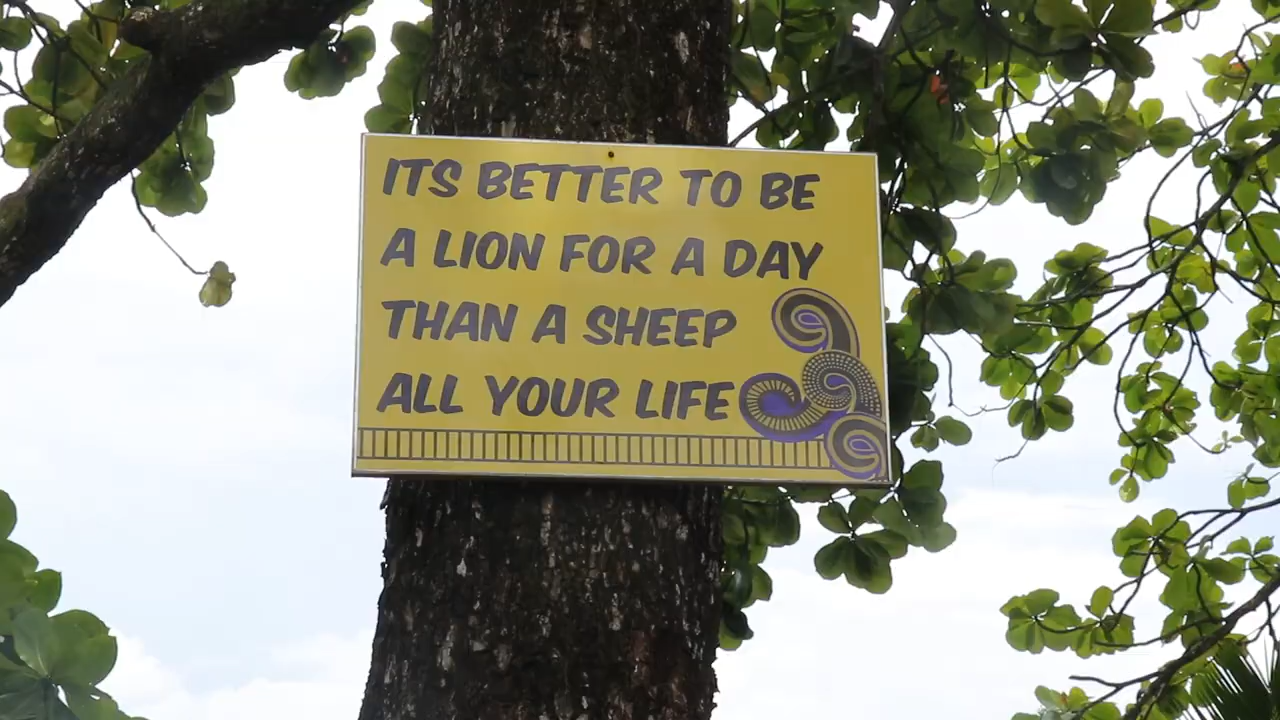 ITS BETTER TO BE
A LION FOR A DAY
THAN A SHEEP
ALL YOUR LIFE